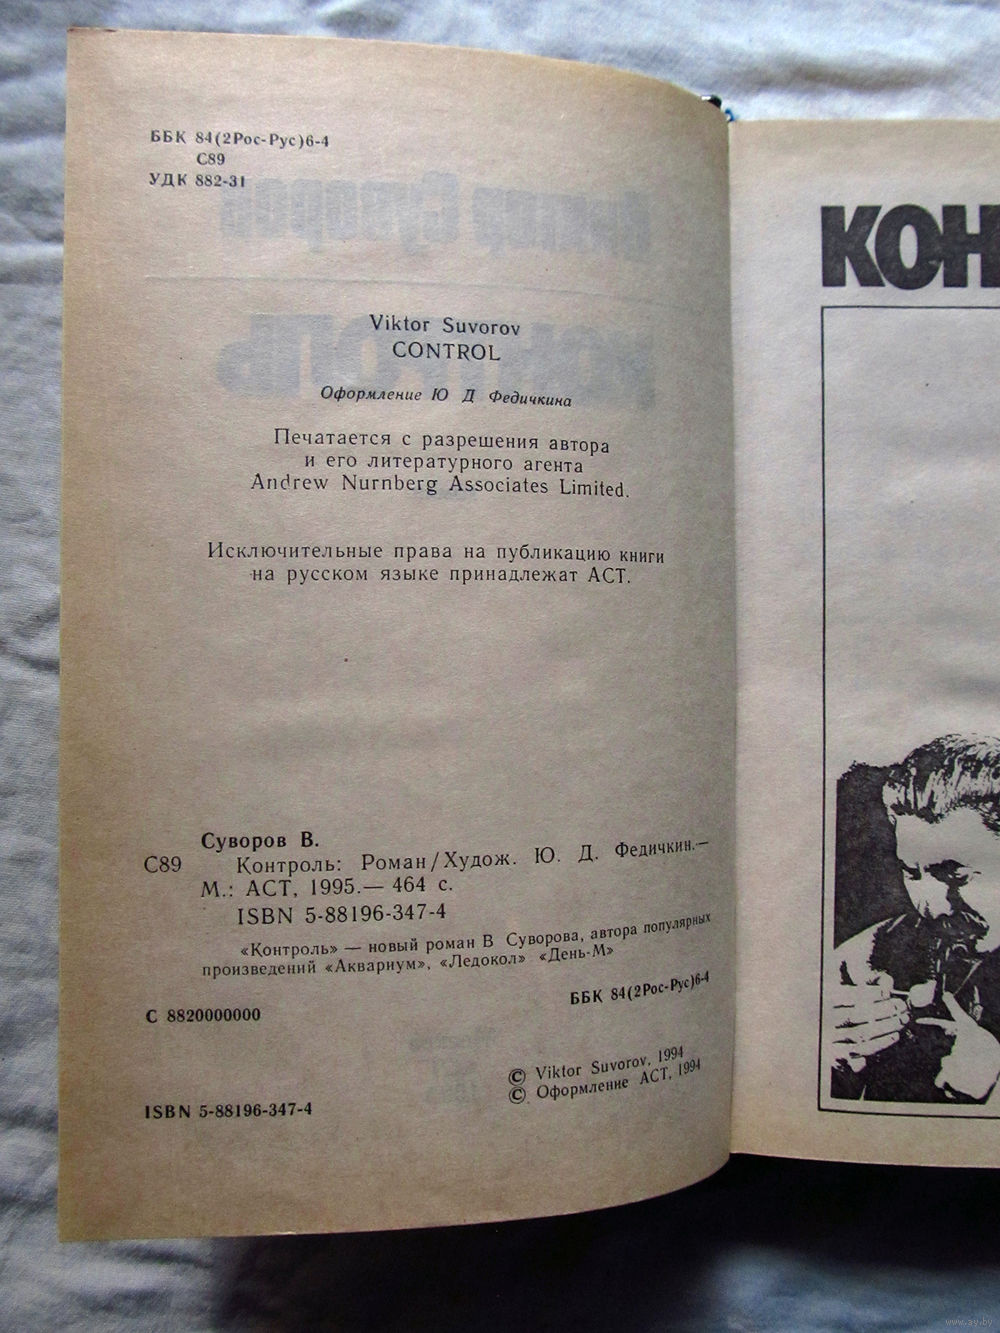 ББК 84(2Рос-Рус)6-4
С89
УДК 882-31
Viktor Suvorov
CONTROL
Оформление Ю Д Федичкина
Печатается с разрешения автора
и его литературного агента
Andrew Nurnberg Associates Limited.
Исключительные права на публикацию книги
на русском языке принадлежат АСТ.
Суворов В.
С89 Контроль: Роман/Худож. Ю. Д. Федичкин.—
М.: АСТ, 1995.— 464 с.
ISBN 5-88196-347-4
«Контроль» — новый роман В Суворова, автора популярных
произведений «Аквариум», «Ледокол» «День-М»
С 8820000000
ББК 84(2Рос-Рус)6-4
© Viktor Suvorov, 1994
© Оформление АСТ, 1994
ISBN 5-88196-347-4
КОН
www.ay.by